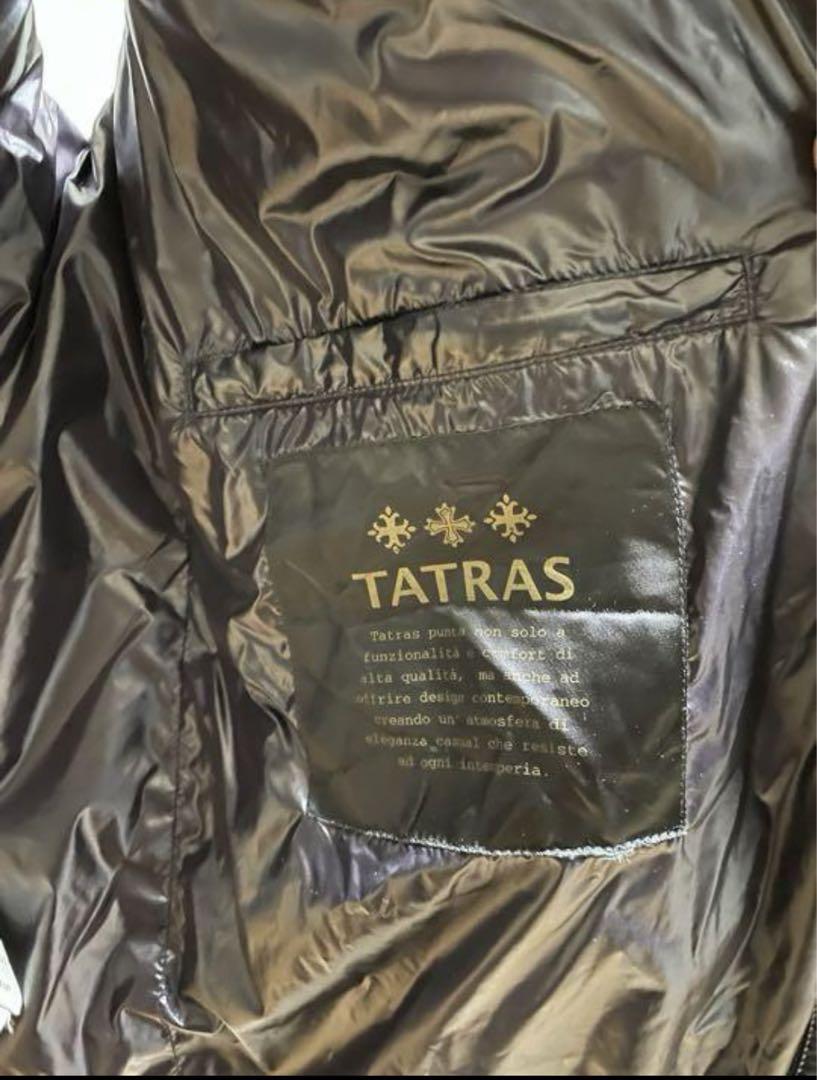 TATRAS
Tatras punta non solo a
funzionalità e comfort di
alta qualità, ma anche ad
offrire design contemporaneo
creando un' atmosfera di
eleganza casual che resiste
ad ogni intemperia.